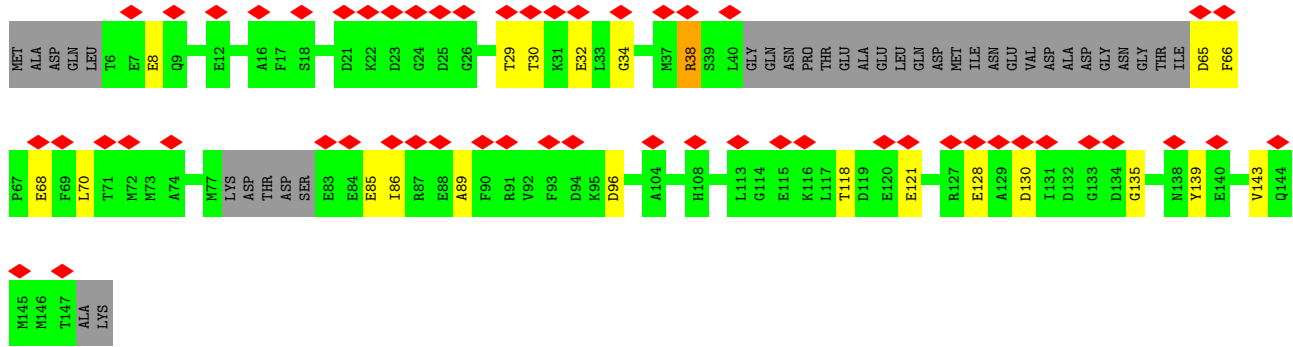 MET ALA ASP GLN LEU T6 E7 E8 Q9 E12 A16 F17 S18 D21 K22 D23 G24 D25 G26 T29 T30 K31 E32 L33 G34 M37 R38 S39 L40 GLY GLN ASN PRO THR GLU ALA GLU LEU GLN ASP MET ILE ASN GLU VAL ASP ALA ASP GLY ASN GLY THR ILE D65 F66
P67 E68 F69 L70 T71 M72 M73 A74 M77 LYS ASP THR ASP SER E83 E84 E85 I86 R87 E88 A89 F90 R91 V92 F93 D94 K95 D96 A104 H108 L113 G114 E115 K116 L117 T118 D119 E120 E121 R127 E128 A129 D130 I131 D132 G133 D134 G135 N138 Y139 E140 V143 Q144
M145 M146 T147 ALA LYS